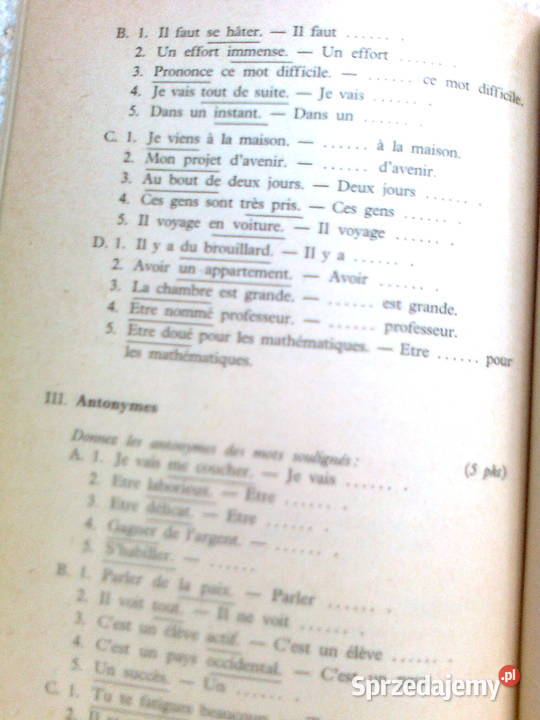 B. 1. Il faut se hâter. — Il faut ...... .
2. Un effort immense. — Un effort ...... .
3. Prononce ce mot difficile. — ...... ce mot difficile.
4. Je vais tout de suite. — Je vais ...... .
5. Dans un instant. — Dans un ...... .
C. 1. Je viens à la maison. — ...... à la maison.
2. Mon projet d'avenir. — ...... d'avenir.
3. Au bout de deux jours. — Deux jours ...... .
4. Ces gens sont très pris. — Ces gens ...... .
5. Il voyage en voiture. — Il voyage ...... .
D. 1. Il y a du brouillard. — Il y a ...... .
2. Avoir un appartement. — Avoir ...... .
3. La chambre est grande. — ...... est grande.
4. Etre nommé professeur. — ...... professeur.
5. Etre doué pour les mathématiques. — Etre ...... pour
les mathématiques.
III. Antonymes
Donnez les antonymes des mots soulignés : (5 pkt)
A. 1. Je vais me coucher. — Je vais ...... .
2. Etre laborieux. — Etre ...... .
3. Etre délicat. — Etre ...... .
4. Gagner de l'argent. — ...... .
5. S'habiller. — ......
B. 1. Parler de la paix. — Parler ...... .
2. Il voit tout. — Il ne voit ...... .
3. C'est un élève actif. — C'est un élève ...... .
4. C'est un pays occidental. — C'est un pays ......
5. Un succès. — Un ...... .
C. 1. Tu te fatigues beaucoup.
2. Il
Sprzedajemy.pl